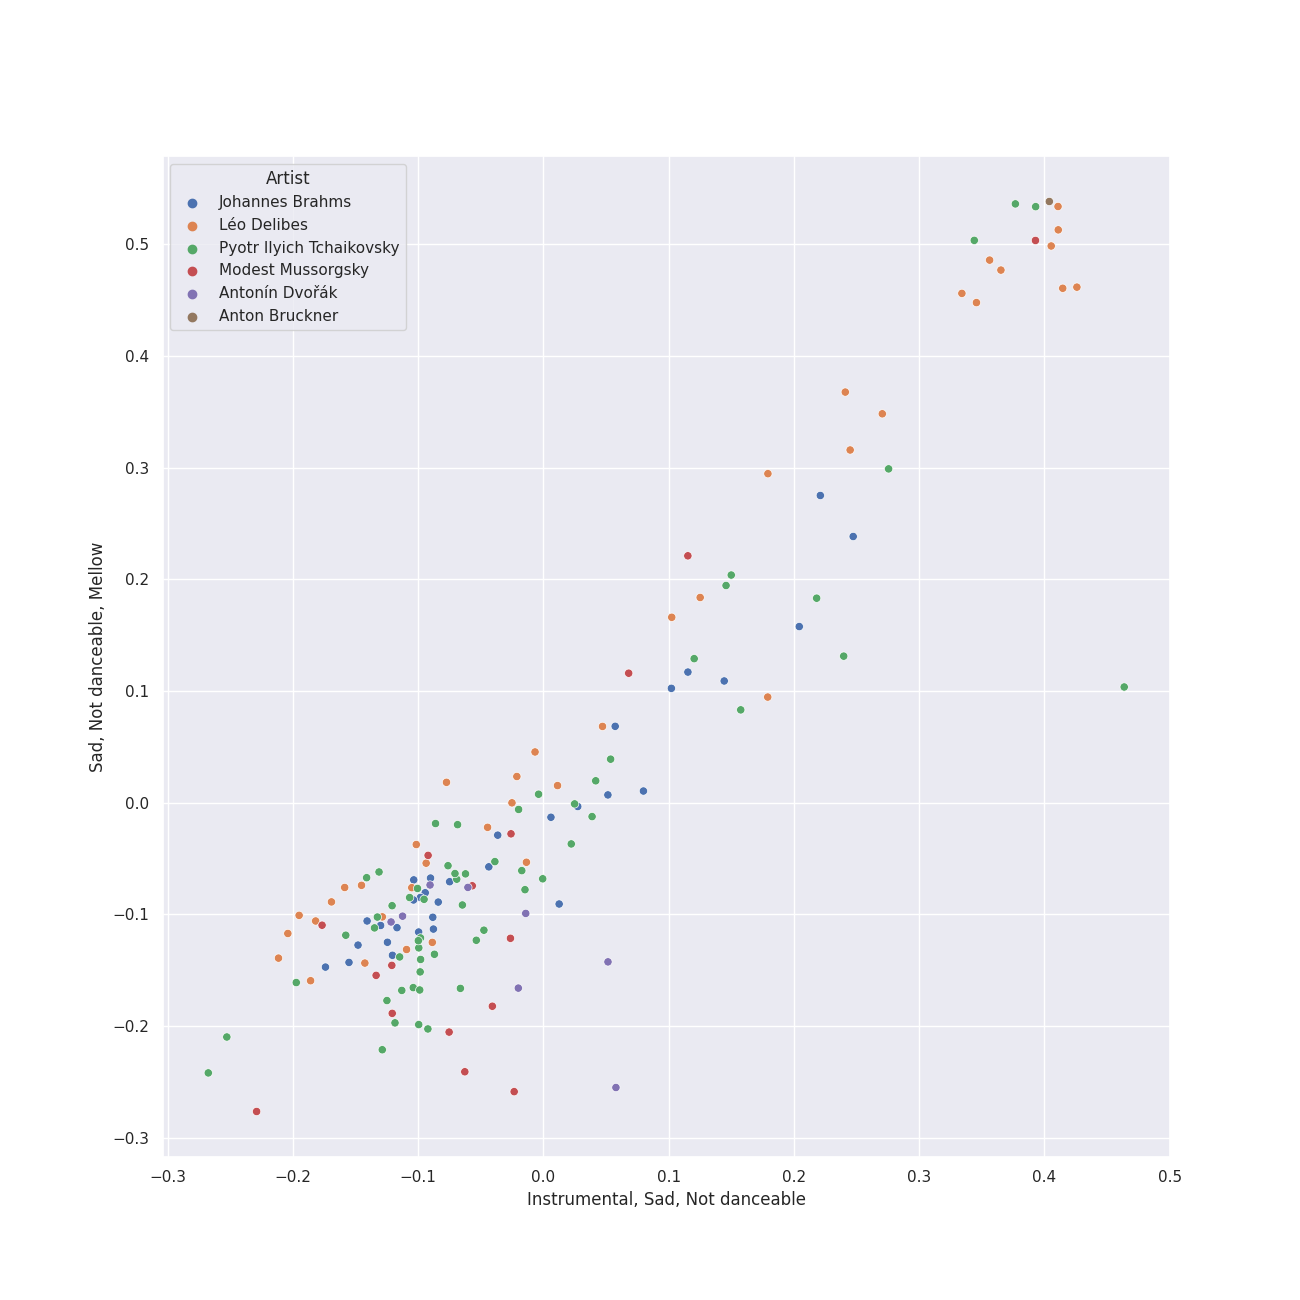 Artist
Johannes Brahms
Léo Delibes
Pyotr Ilyich Tchaikovsky
Modest Mussorgsky
Antonín Dvořák
Anton Bruckner
0.5
0.4
0.3
0.2
0.1
0.0
−0.1
−0.2
−0.3
Sad, Not danceable, Mellow
−0.3 −0.2 −0.1 0.0 0.1 0.2 0.3 0.4 0.5
Instrumental, Sad, Not danceable